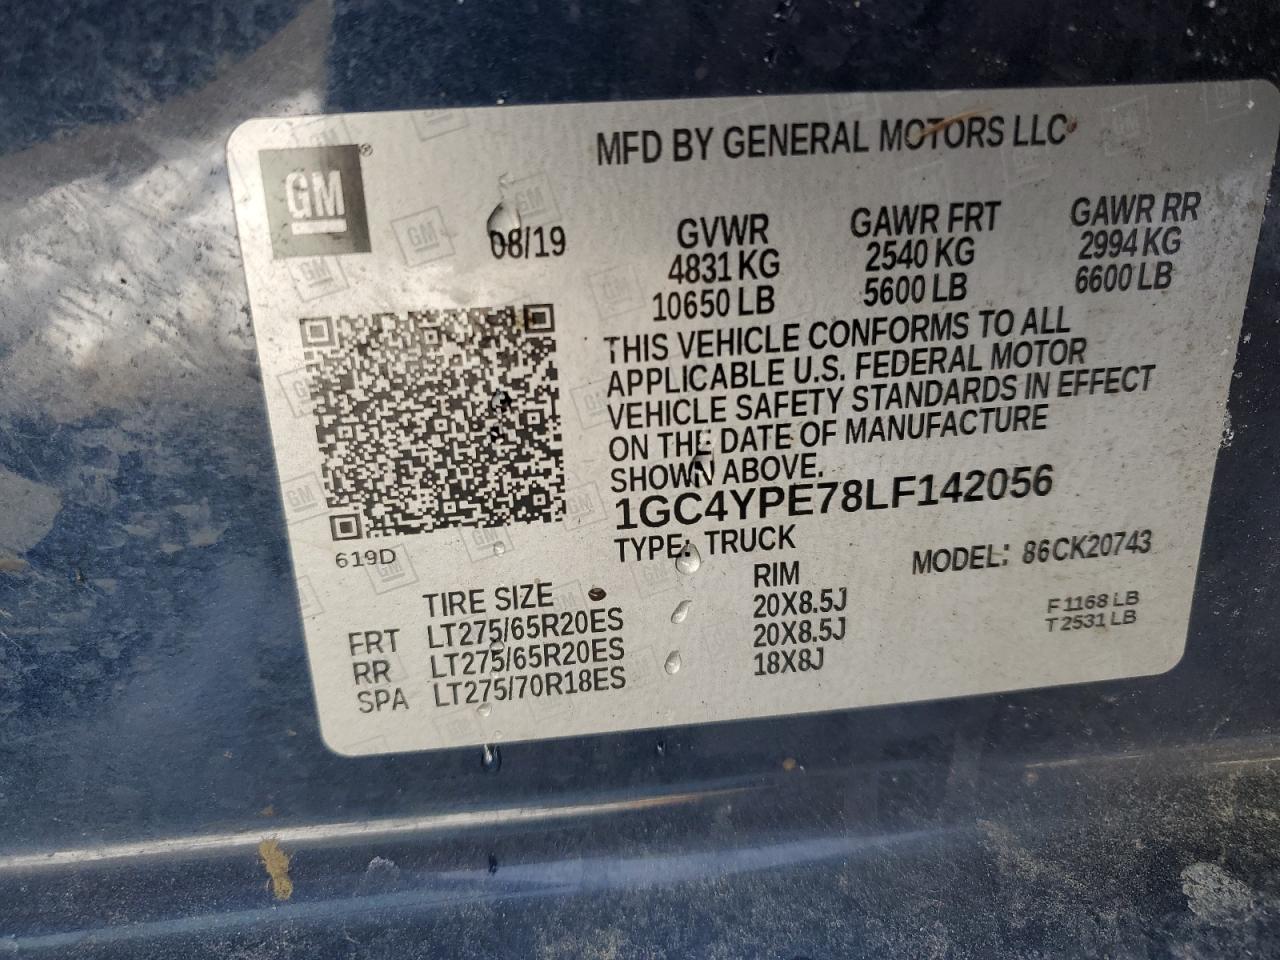 MFD BY GENERAL MOTORS LLC
GM ®
08/19
GVWR GAWR FRT GAWR RR
4831 KG 2540 KG 2994 KG
10650 LB 5600 LB 6600 LB
THIS VEHICLE CONFORMS TO ALL
APPLICABLE U.S. FEDERAL MOTOR
VEHICLE SAFETY STANDARDS IN EFFECT
ON THE DATE OF MANUFACTURE
SHOWN ABOVE.
1GC4YPE78LF142056
TYPE: TRUCK
MODEL: 86CK20743
619D
TIRE SIZE RIM
FRT LT275/65R20ES 20X8.5J
RR LT275/65R20ES 20X8.5J
SPA LT275/70R18ES 18X8J
F 1168 LB
T 2531 LB